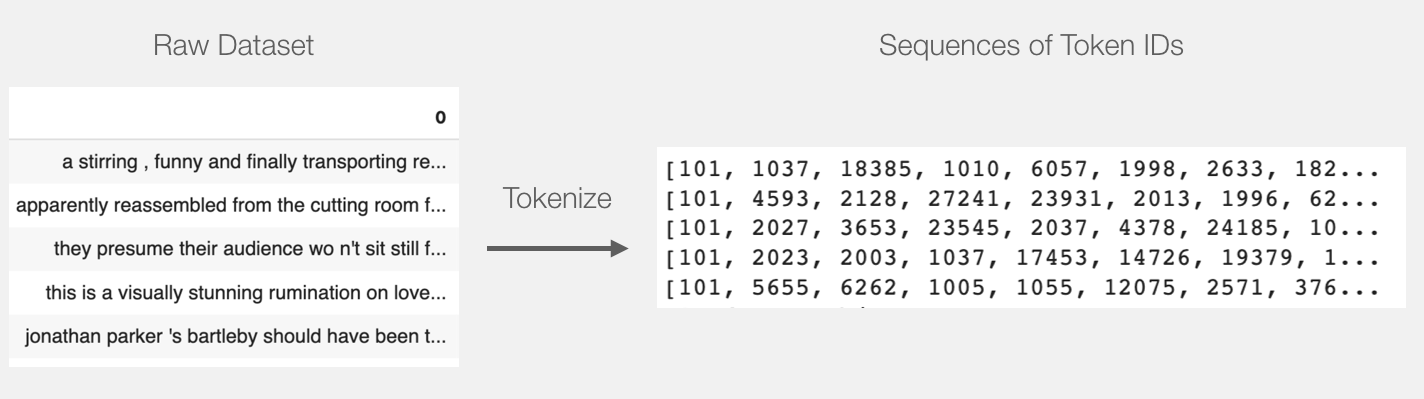 Raw Dataset
Sequences of Token IDs
0
a stirring , funny and finally transporting re...
apparently reassembled from the cutting room f...
they presume their audience wo n't sit still f...
this is a visually stunning rumination on love...
jonathan parker 's bartleby should have been t...
Tokenize
[101, 1037, 18385, 1010, 6057, 1998, 2633, 182...
[101, 4593, 2128, 27241, 23931, 2013, 1996, 62...
[101, 2027, 3653, 23545, 2037, 4378, 24185, 10...
[101, 2023, 2003, 1037, 17453, 14726, 19379, 1...
[101, 5655, 6262, 1005, 1055, 12075, 2571, 376...